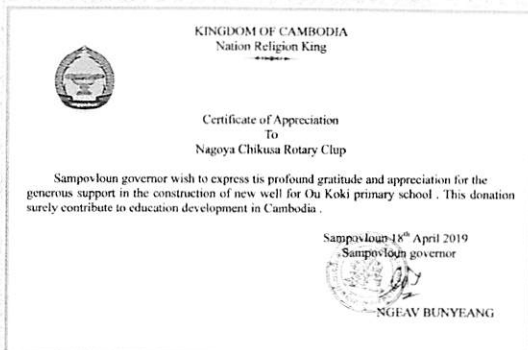 KINGDOM OF CAMBODIA
Nation Religion King
Certificate of Appreciation
To
Nagoya Chikusa Rotary Clup
Sampovloun governor wish to express tis profound gratitude and appreciation for the
generous support in the construction of new well for Ou Koki primary school . This donation
surely contribute to education development in Cambodia .
Sampovloun 18th April 2019
Sampovloun governor
NGEAV BUNYEANG